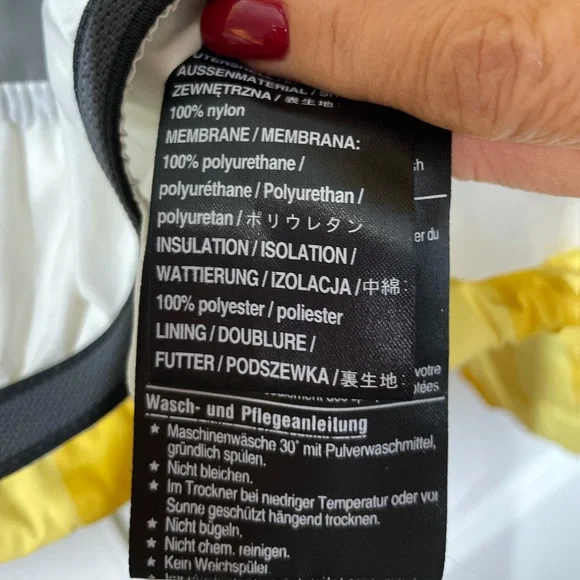 AUSSENMATERIAL /
ZEWNĘTRZNA / 表生地:
100% nylon
MEMBRANE / MEMBRANA:
100% polyurethane /
polyuréthane / Polyurethan /
polyuretan / ポリウレタン
INSULATION / ISOLATION /
WATTIERUNG / IZOLACJA / 中綿:
100% polyester / poliester
LINING / DOUBLURE /
FUTTER / PODSZEWKA / 裏生地:
er du
votre
Wasch- und Pflegeanleitung
★ Maschinenwäsche 30° mit Pulverwaschmittel,
gründlich spülen.
★ Nicht bleichen.
★ Im Trockner bei niedriger Temperatur oder vor
Sonne geschützt hängend trocknen.
★ Nicht bügeln.
★ Nicht chem. reinigen.
★ Kein Weichspüler